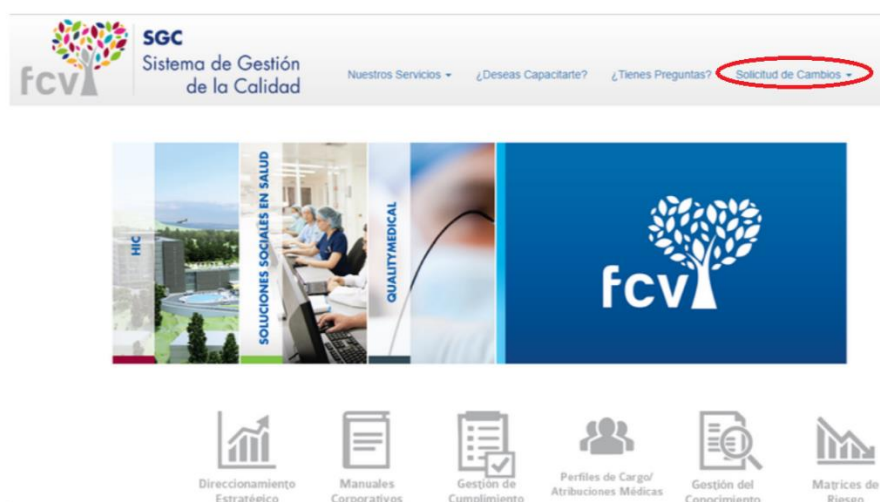 fcv
SGC
Sistema de Gestión
de la Calidad
Nuestros Servicios
¿Deseas Capacitarte?
¿Tienes Preguntas?
Solicitud de Cambios
HIC
SOLUCIONES SOCIALES EN SALUD
QUALITYMEDICAL
fcv
Direccionamiento
Estratégico
Manuales
Corporativos
Gestión de
Cumplimiento
Perfiles de Cargo/
Atribuciones Médicas
Gestión del
Conocimiento
Matrices de
Riesgo